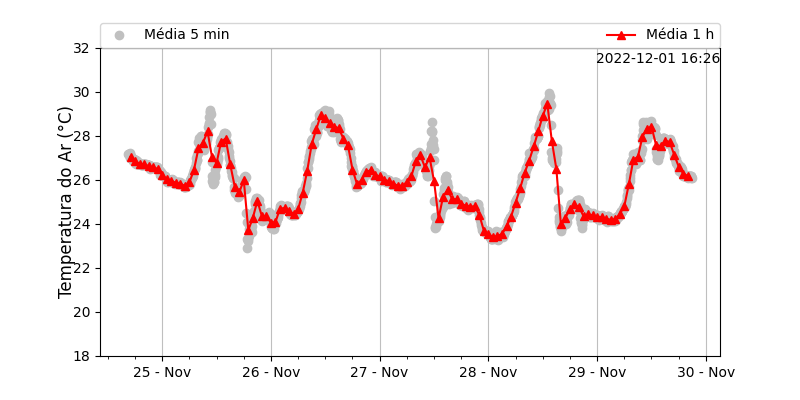 Média 5 min
Média 1 h
2022-12-01 16:26
Temperatura do Ar (°C)
32
30
28
26
24
22
20
18
25 - Nov
26 - Nov
27 - Nov
28 - Nov
29 - Nov
30 - Nov